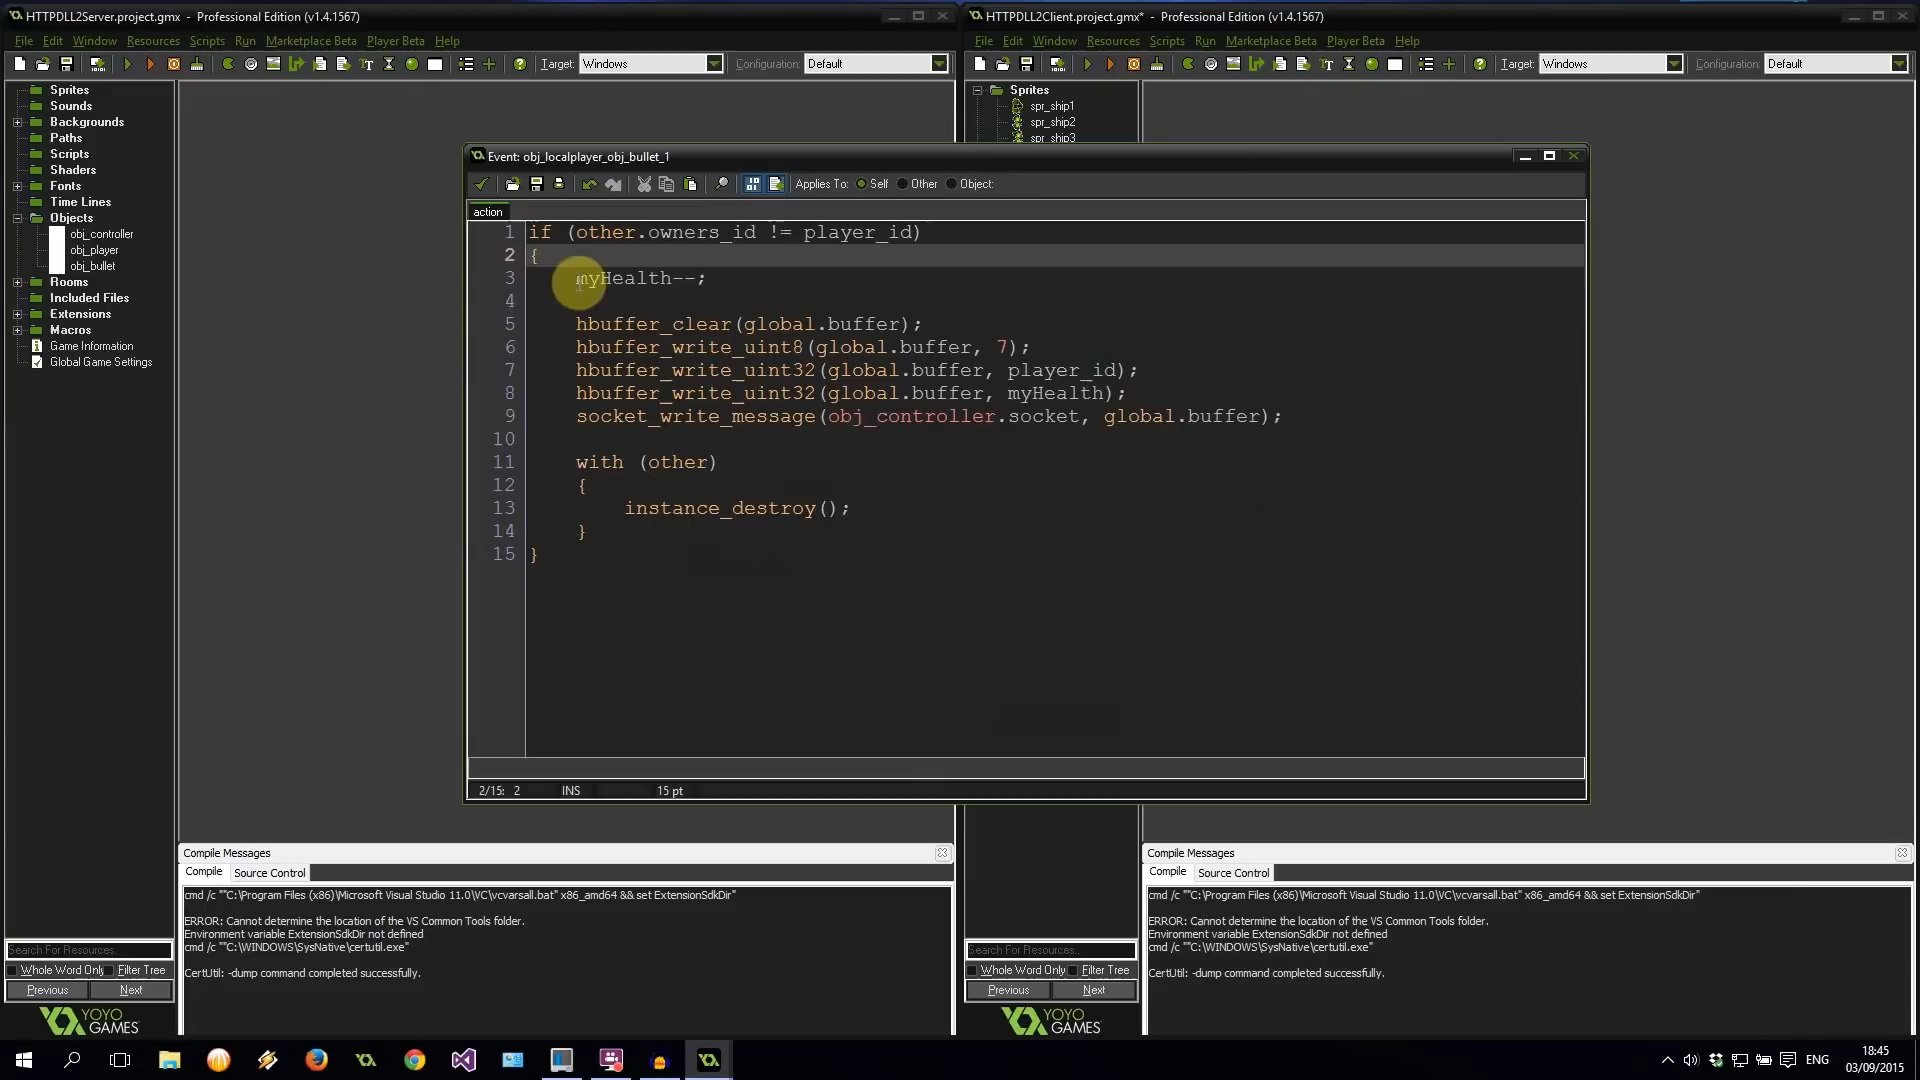 HTTPDLL2Server.project.gmx - Professional Edition (v1.4.1567)
File Edit Window Resources Scripts Run Marketplace Beta Player Beta Help
Target: Windows Configuration: Default
Sprites
Sounds
Backgrounds
Paths
Scripts
Shaders
Fonts
Time Lines
Objects
obj_controller
obj_player
obj_bullet
Rooms
Included Files
Extensions
Macros
Game Information
Global Game Settings
Search For Resources...
Whole Word Only Filter Tree
Previous Next
YOYO
GAMES
Compile Messages
Compile Source Control
cmd /c ""C:\Program Files (x86)\Microsoft Visual Studio 11.0\VC\vcvarsall.bat" x86_amd64 && set ExtensionSdkDir"
ERROR: Cannot determine the location of the VS Common Tools folder.
Environment variable ExtensionSdkDir not defined
cmd /c ""C:\WINDOWS\SysNative\certutil.exe"
CertUtil: -dump command completed successfully.
HTTPDLL2Client.project.gmx* - Professional Edition (v1.4.1567)
File Edit Window Resources Scripts Run Marketplace Beta Player Beta Help
Target: Windows Configuration: Default
Sprites
spr_ship1
spr_ship2
spr_ship3
Event: obj_localplayer_obj_bullet_1
Applies To: Self Other Object:
action
1 if (other.owners_id != player_id)
2 {
3 myHealth--;
4
5 hbuffer_clear(global.buffer);
6 hbuffer_write_uint8(global.buffer, 7);
7 hbuffer_write_uint32(global.buffer, player_id);
8 hbuffer_write_uint32(global.buffer, myHealth);
9 socket_write_message(obj_controller.socket, global.buffer);
10
11 with (other)
12 {
13 instance_destroy();
14 }
15 }
2/15: 2 INS 15 pt
Search For Resources...
Whole Word Only Filter Tree
Previous Next
YOYO
GAMES
Compile Messages
Compile Source Control
cmd /c ""C:\Program Files (x86)\Microsoft Visual Studio 11.0\VC\vcvarsall.bat" x86_amd64 && set ExtensionSdkDir"
ERROR: Cannot determine the location of the VS Common Tools folder.
Environment variable ExtensionSdkDir not defined
cmd /c ""C:\WINDOWS\SysNative\certutil.exe"
CertUtil: -dump command completed successfully.
ENG
18:45
03/09/2015